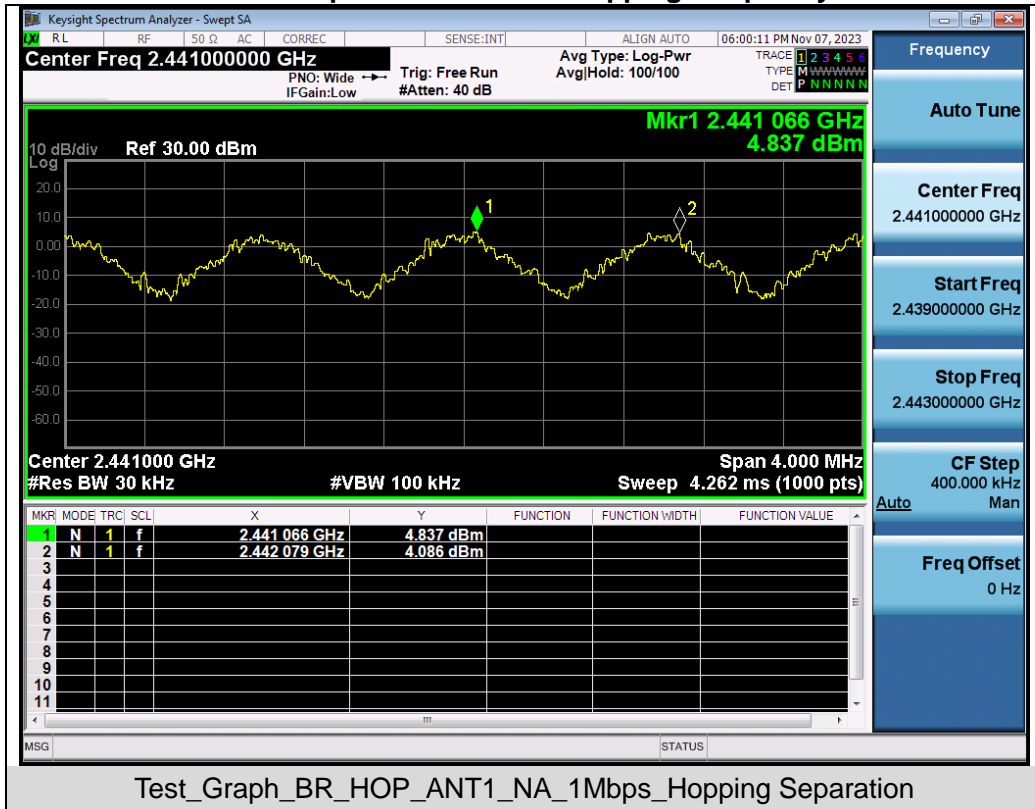 Keysight Spectrum Analyzer - Swept SA
LXI RL RF 50 Ω AC CORREC SENSE:INT ALIGN AUTO 06:00:11 PM Nov 07, 2023
Center Freq 2.441000000 GHz
PNO: Wide
IFGain:Low
Trig: Free Run
#Atten: 40 dB
Avg Type: Log-Pwr
Avg|Hold: 100/100
TRACE 1 2 3 4 5 6
TYPE M WWWWW
DET P N N N N N
Mkr1 2.441 066 GHz
4.837 dBm
10 dB/div Ref 30.00 dBm
Log
20.0
10.0
0.00
-10.0
-20.0
-30.0
-40.0
-50.0
-60.0
1
2
Center 2.441000 GHz Span 4.000 MHz
#Res BW 30 kHz #VBW 100 kHz Sweep 4.262 ms (1000 pts)
MKR MODE TRC SCL X Y FUNCTION FUNCTION WIDTH FUNCTION VALUE
1 N 1 f 2.441 066 GHz 4.837 dBm
2 N 1 f 2.442 079 GHz 4.086 dBm
3
4
5
6
7
8
9
10
11
MSG STATUS
Frequency
Auto Tune
Center Freq
2.441000000 GHz
Start Freq
2.439000000 GHz
Stop Freq
2.443000000 GHz
CF Step
400.000 kHz
Auto Man
Freq Offset
0 Hz
Test_Graph_BR_HOP_ANT1_NA_1Mbps_Hopping Separation